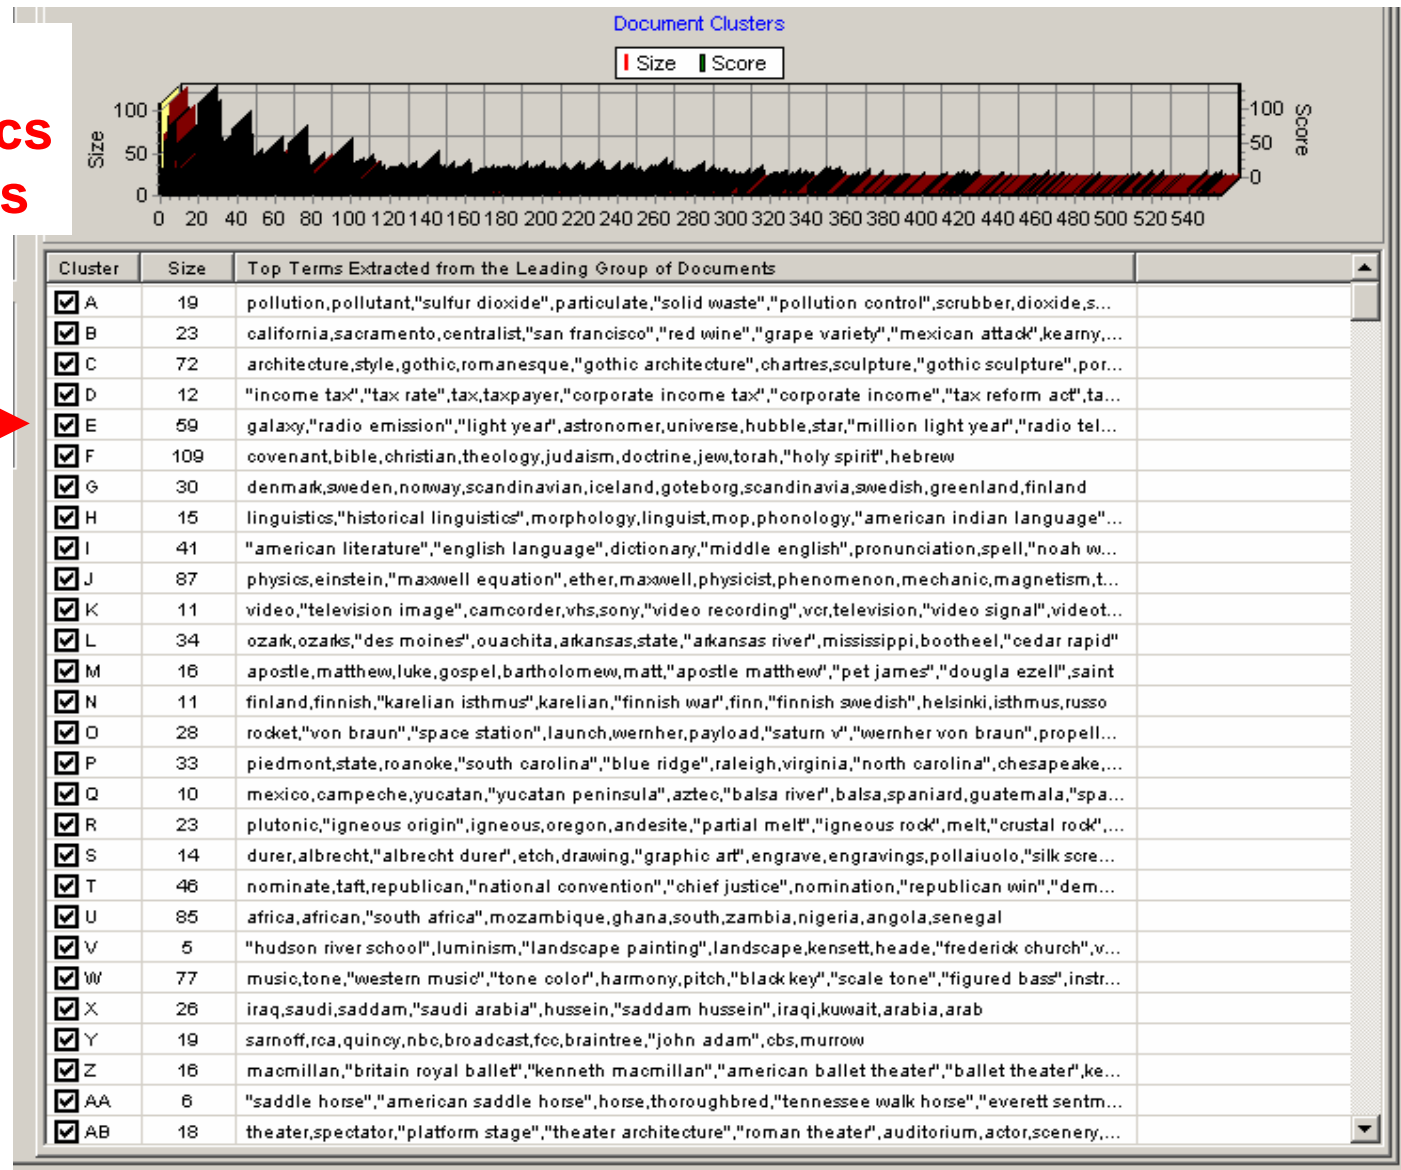 Document Clusters
Size Score
cs
s
Size
100
50
0
100
50
0
Score
0 20 40 60 80 100 120 140 160 180 200 220 240 260 280 300 320 340 360 380 400 420 440 460 480 500 520 540
Cluster Size Top Terms Extracted from the Leading Group of Documents
A 19 pollution,pollutant,"sulfur dioxide",particulate,"solid waste","pollution control",scrubber,dioxide,s...
B 23 california,sacramento,centralist,"san francisco","red wine","grape variety","mexican attack",kearny,...
C 72 architecture,style,gothic,romanesque,"gothic architecture",chartres,sculpture,"gothic sculpture",por...
D 12 "income tax","tax rate",tax,taxpayer,"corporate income tax","corporate income","tax reform act",ta...
E 59 galaxy,"radio emission","light year",astronomer,universe,hubble,star,"million light year","radio tel...
F 109 covenant,bible,christian,theology,judaism,doctrine,jew,torah,"holy spirit",hebrew
G 30 denmark,sweden,norway,scandinavian,iceland,goteborg,scandinavia,swedish,greenland,finland
H 15 linguistics,"historical linguistics",morphology,linguist,mop,phonology,"american indian language"...
I 41 "american literature","english language",dictionary,"middle english",pronunciation,spell,"noah w...
J 87 physics,einstein,"maxwell equation",ether,maxwell,physicist,phenomenon,mechanic,magnetism,t...
K 11 video,"television image",camcorder,vhs,sony,"video recording",vcr,television,"video signal",videot...
L 34 ozark,ozarks,"des moines",ouachita,arkansas,state,"arkansas river",mississippi,bootheel,"cedar rapid"
M 16 apostle,matthew,luke,gospel,bartholomew,matt,"apostle matthew","pet james","dougla ezell",saint
N 11 finland,finnish,"karelian isthmus",karelian,"finnish war",finn,"finnish swedish",helsinki,isthmus,russo
O 28 rocket,"von braun","space station",launch,wernher,payload,"saturn v","wernher von braun",propell...
P 33 piedmont,state,roanoke,"south carolina","blue ridge",raleigh,virginia,"north carolina",chesapeake,...
Q 10 mexico,campeche,yucatan,"yucatan peninsula",aztec,"balsa river",balsa,spaniard,guatemala,"spa...
R 23 plutonic,"igneous origin",igneous,oregon,andesite,"partial melt","igneous rock",melt,"crustal rock",...
S 14 durer,albrecht,"albrecht durer",etch,drawing,"graphic art",engrave,engravings,pollaiuolo,"silk scre...
T 46 nominate,taft,republican,"national convention","chief justice",nomination,"republican win","dem...
U 85 africa,african,"south africa",mozambique,ghana,south,zambia,nigeria,angola,senegal
V 5 "hudson river school",luminism,"landscape painting",landscape,kensett,heade,"frederick church",v...
W 77 music,tone,"western music","tone color",harmony,pitch,"black key","scale tone","figured bass",instr...
X 26 iraq,saudi,saddam,"saudi arabia",hussein,"saddam hussein",iraqi,kuwait,arabia,arab
Y 19 sarnoff,rca,quincy,nbc,broadcast,fcc,braintree,"john adam",cbs,murrow
Z 16 macmillan,"britain royal ballet","kenneth macmillan","american ballet theater","ballet theater",ke...
AA 6 "saddle horse","american saddle horse",horse,thoroughbred,"tennessee walk horse","everett sentm...
AB 18 theater,spectator,"platform stage","theater architecture","roman theater",auditorium,actor,scenery,...